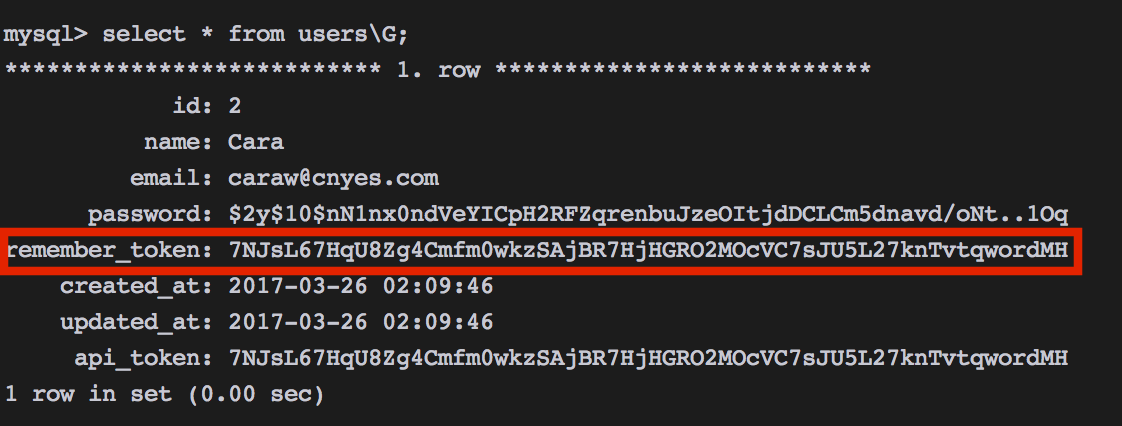 mysql> select * from users\G;
*************************** 1. row ***************************
id: 2
name: Cara
email: caraw@cnyes.com
password: $2y$10$nN1nx0ndVeYICpH2RFZqrenbuJzeOItjdDCLCm5dnavd/oNt..1Oq
remember_token: 7NJsL67HqU8Zg4Cmfm0wkzSAjBR7HjHGRO2MOcVC7sJU5L27knTvtqwordMH
created_at: 2017-03-26 02:09:46
updated_at: 2017-03-26 02:09:46
api_token: 7NJsL67HqU8Zg4Cmfm0wkzSAjBR7HjHGRO2MOcVC7sJU5L27knTvtqwordMH
1 row in set (0.00 sec)